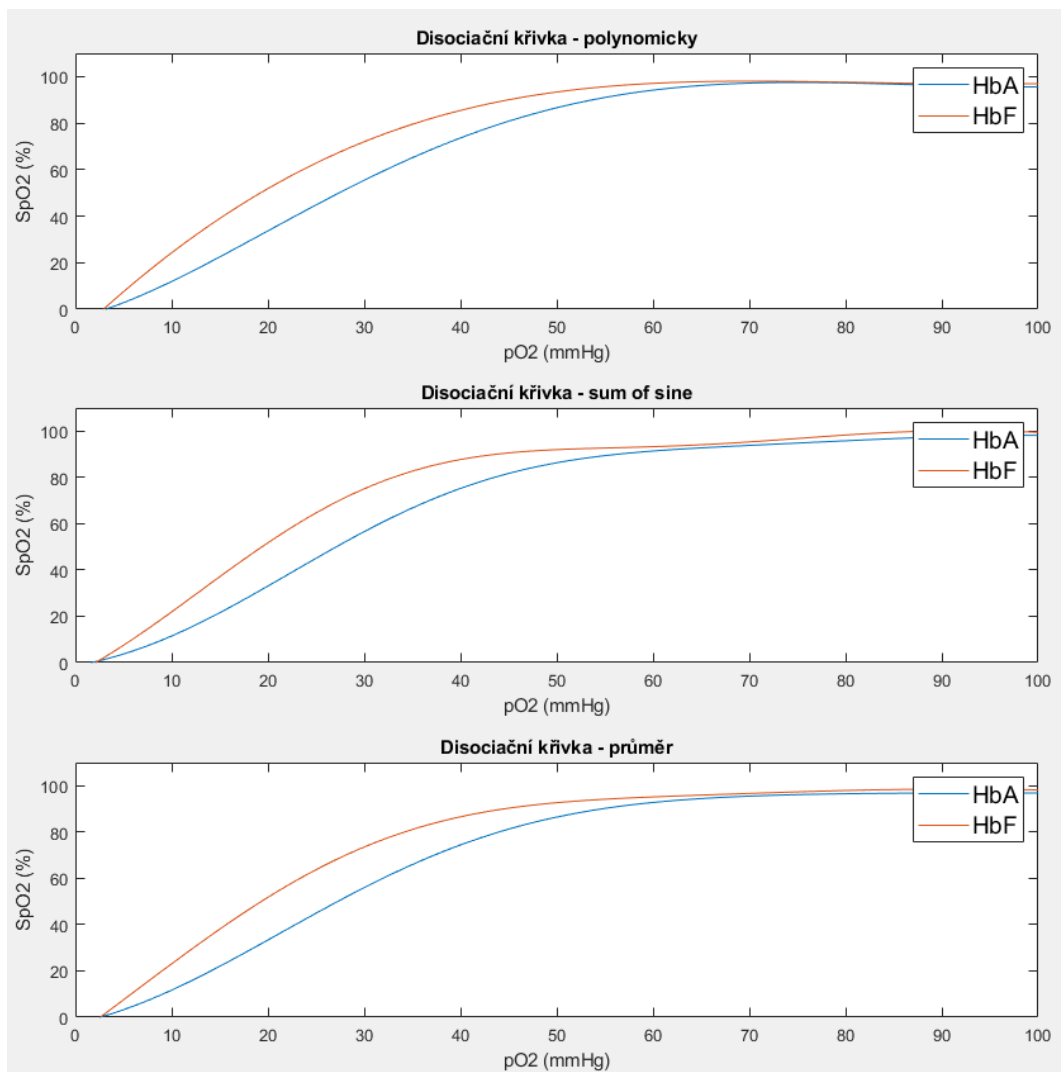 Disociační křivka - polynomicky
100
80
60
40
20
0
SpO2 (%)
HbA
HbF
0 10 20 30 40 50 60 70 80 90 100
pO2 (mmHg)
Disociační křivka - sum of sine
100
80
60
40
20
0
SpO2 (%)
HbA
HbF
0 10 20 30 40 50 60 70 80 90 100
pO2 (mmHg)
Disociační křivka - průměr
100
80
60
40
20
0
SpO2 (%)
HbA
HbF
0 10 20 30 40 50 60 70 80 90 100
pO2 (mmHg)